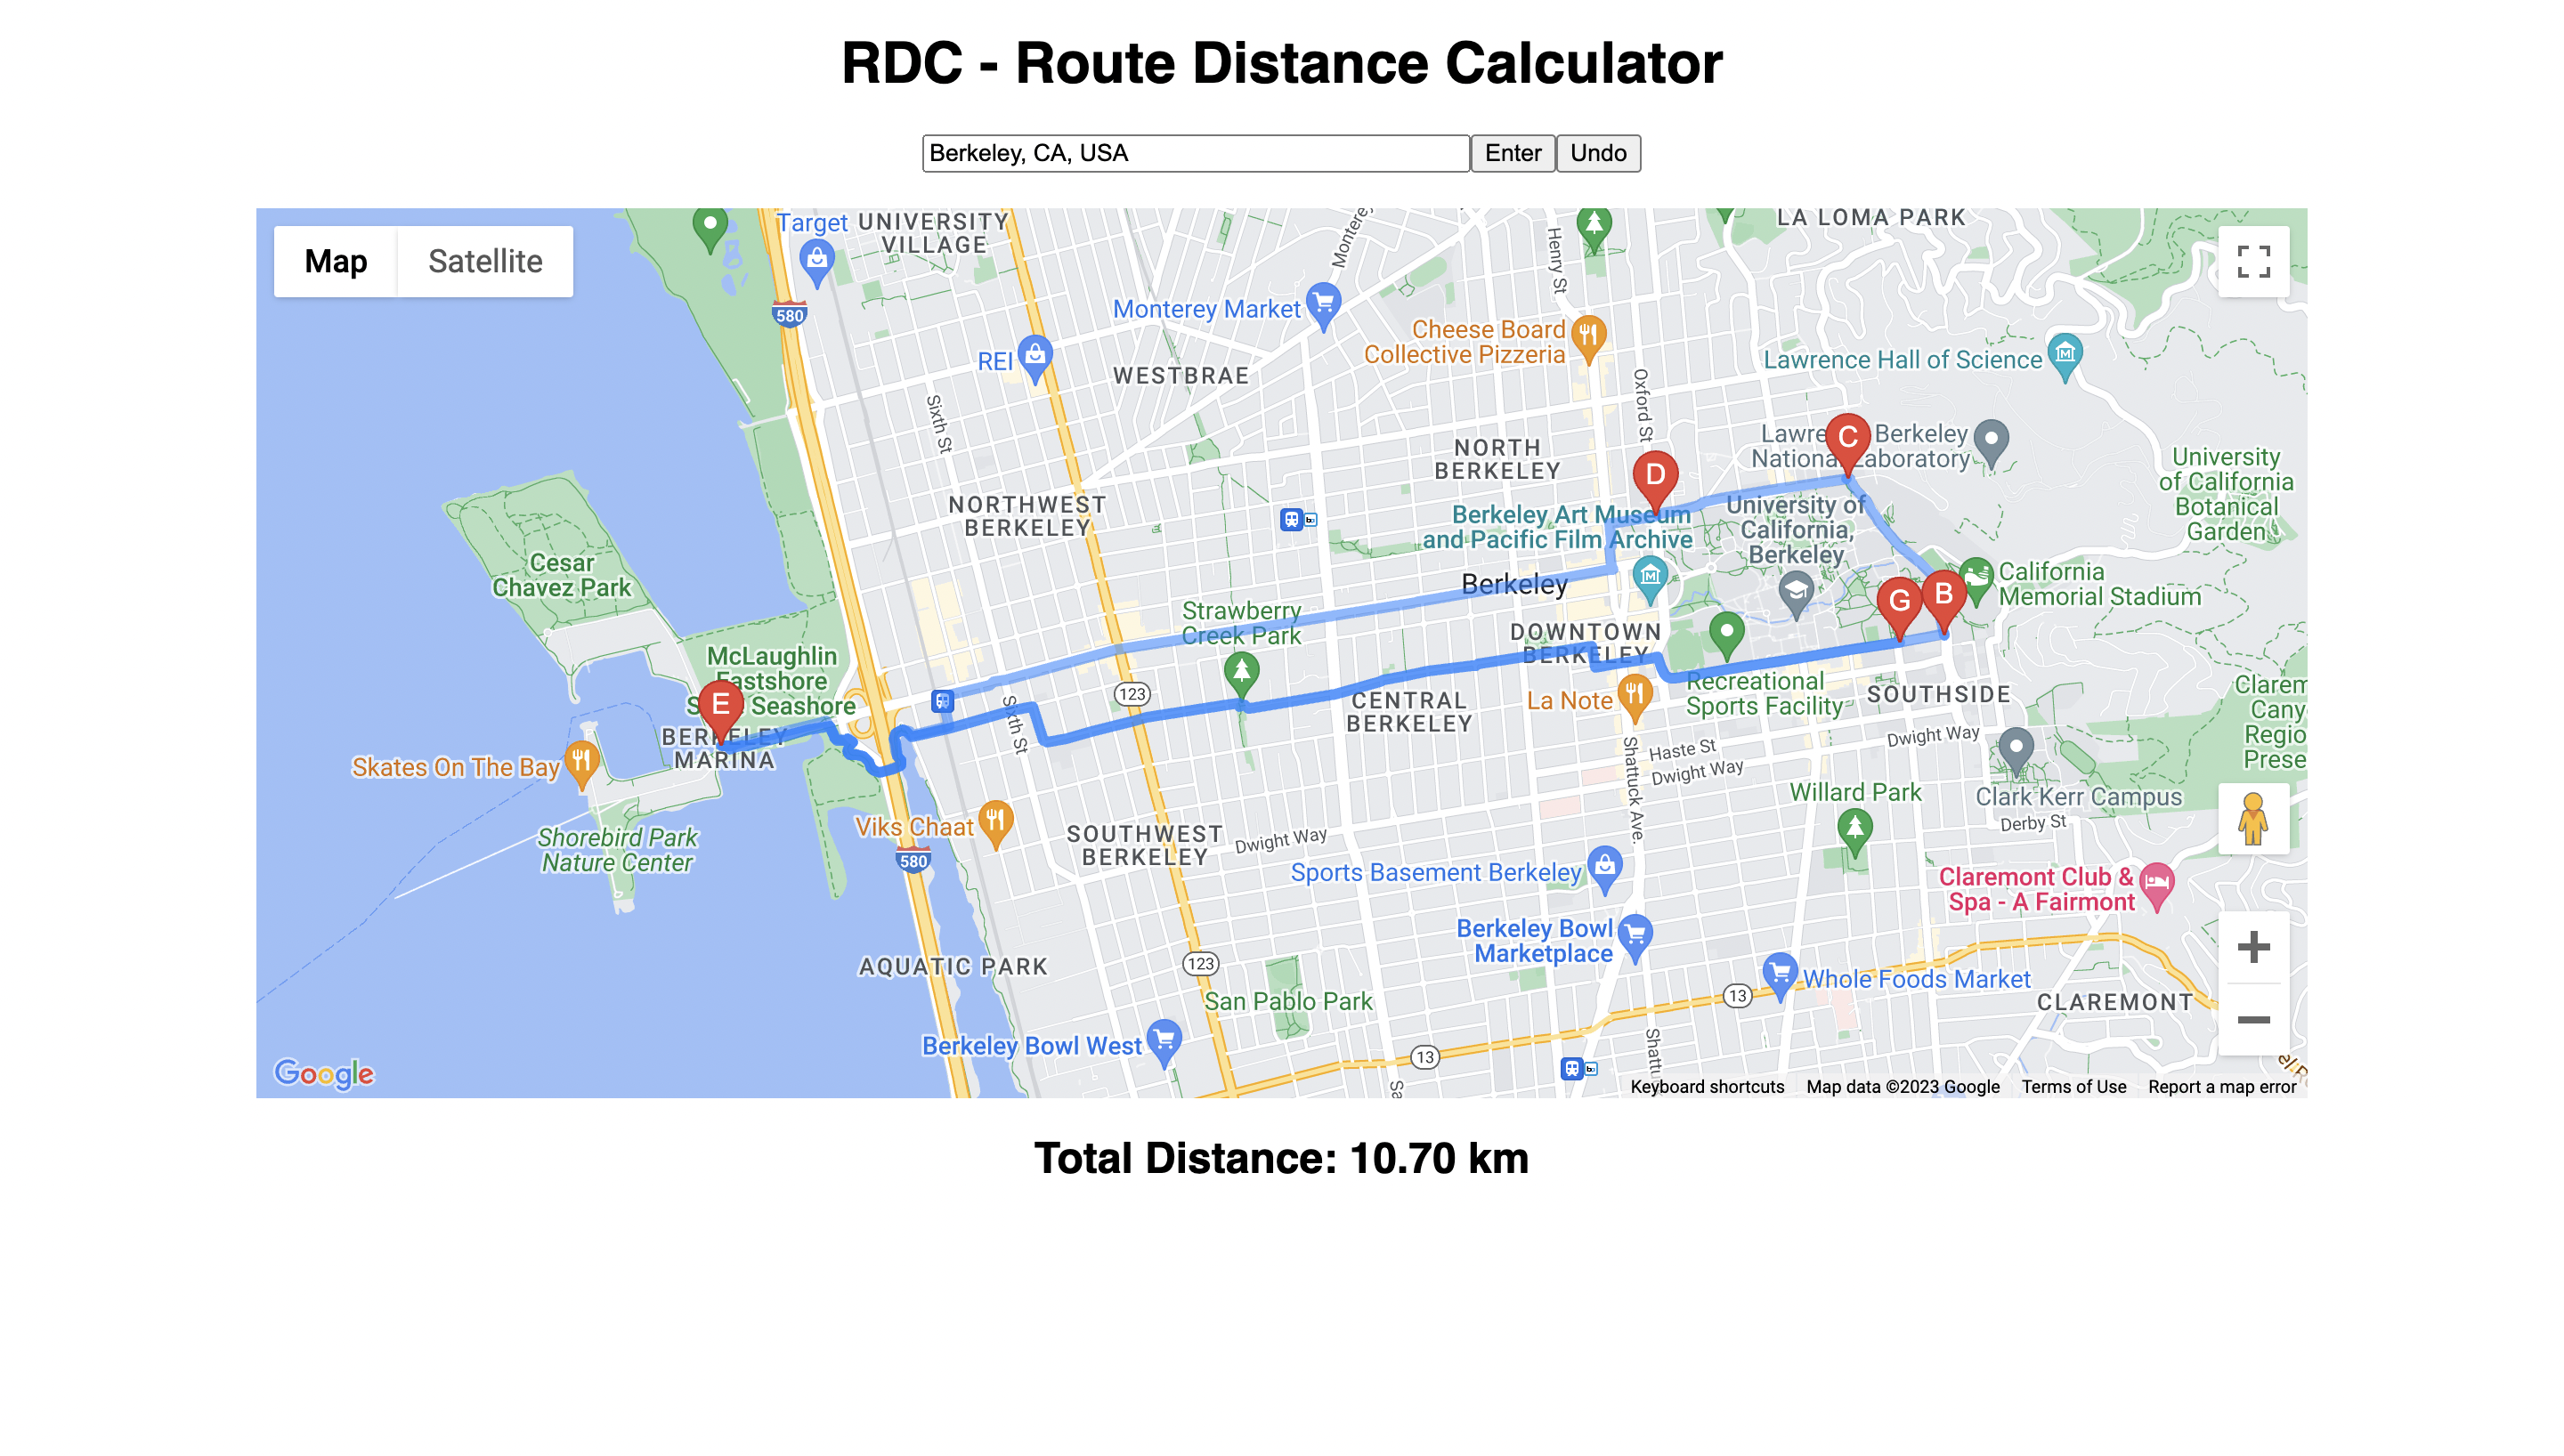 RDC - Route Distance Calculator
Berkeley, CA, USA
Enter
Undo
Map
Satellite
Target
UNIVERSITY
VILLAGE
LA LOMA PARK
Henry St
580
Monterey Market
REI
Cheese Board
Collective Pizzeria
Lawrence Hall of Science
WESTBRAE
Sixth St
Oxford St
C
Berkeley
National Laboratory
NORTH
BERKELEY
D
University
of California
Botanical
Garden
NORTHWEST
BERKELEY
Berkeley Art Museum
and Pacific Film Archive
University of
California,
Berkeley
Cesar
Chavez Park
Berkeley
California
Memorial Stadium
G
B
Strawberry
Creek Park
DOWNTOWN
BERKELEY
McLaughlin
Eastshore
Seashore
E
123
Sixth St
CENTRAL
BERKELEY
La Note
Recreational
Sports Facility
SOUTHSIDE
BERKELEY
MARINA
Skates On The Bay
Haste St
Dwight Way
Dwight Way
Shattuck Ave.
Clark Kerr Campus
Willard Park
Derby St
Viks Chaat
Shorebird Park
Nature Center
580
SOUTHWEST
BERKELEY
Dwight Way
Sports Basement Berkeley
Claremont Club &
Spa - A Fairmont
Berkeley Bowl
Marketplace
AQUATIC PARK
123
San Pablo Park
13
Whole Foods Market
CLAREMONT
Berkeley Bowl West
13
Google
Keyboard shortcuts
Map data ©2023 Google
Terms of Use
Report a map error
Total Distance: 10.70 km